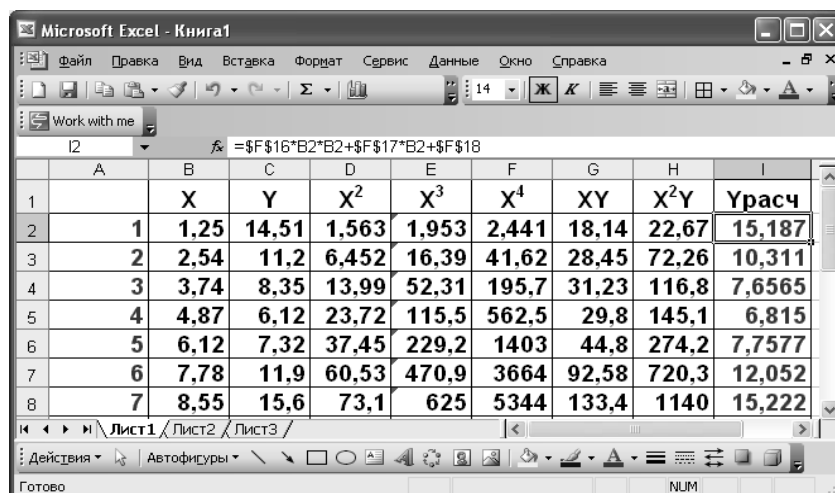 Microsoft Excel - Книга1
Файл Правка Вид Вставка Формат Сервис Данные Окно Справка
14 Ж К А
Work with me
I2 fx =$F$16*B2*B2+$F$17*B2+$F$18
A B C D E F G H I
1 X Y X² X³ X⁴ XY X²Y Yрасч
2 1 1,25 14,51 1,563 1,953 2,441 18,14 22,67 15,187
3 2 2,54 11,2 6,452 16,39 41,62 28,45 72,26 10,311
4 3 3,74 8,35 13,99 52,31 195,7 31,23 116,8 7,6565
5 4 4,87 6,12 23,72 115,5 562,5 29,8 145,1 6,815
6 5 6,12 7,32 37,45 229,2 1403 44,8 274,2 7,7577
7 6 7,78 11,9 60,53 470,9 3664 92,58 720,3 12,052
8 7 8,55 15,6 73,1 625 5344 133,4 1140 15,222
Лист1 Лист2 Лист3
Действия Автофигуры
Готово NUM